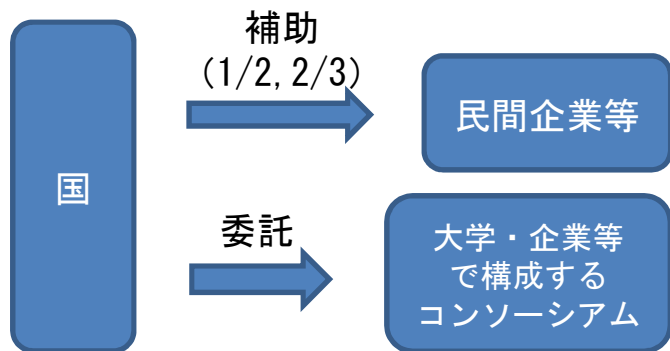 国
補助
(1/2,2/3)
民間企業等
委託
大学・企業等
で構成する
コンソーシアム